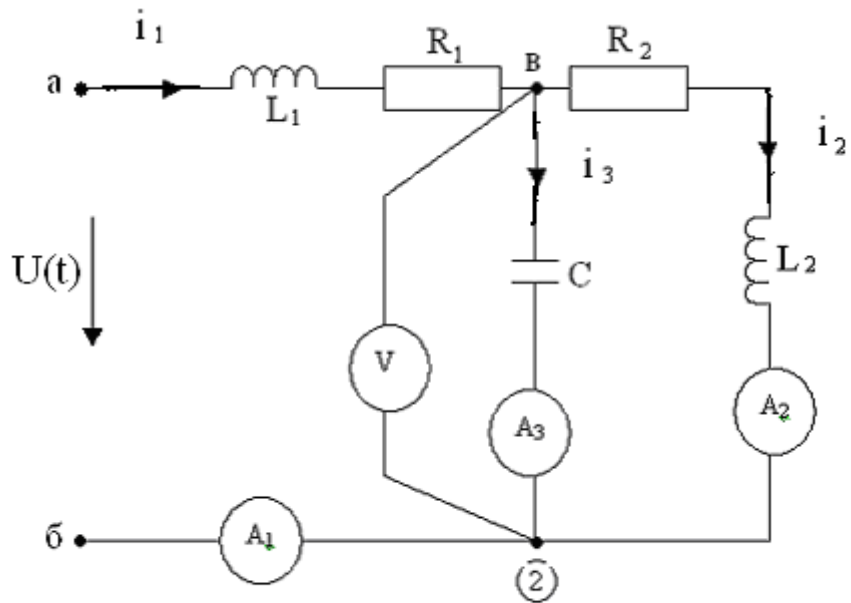 i₁
R₁
в
R₂
а
L₁
i₂
i₃
U(t)
C
L₂
V
A₃
A₂
б
A₁
(2)